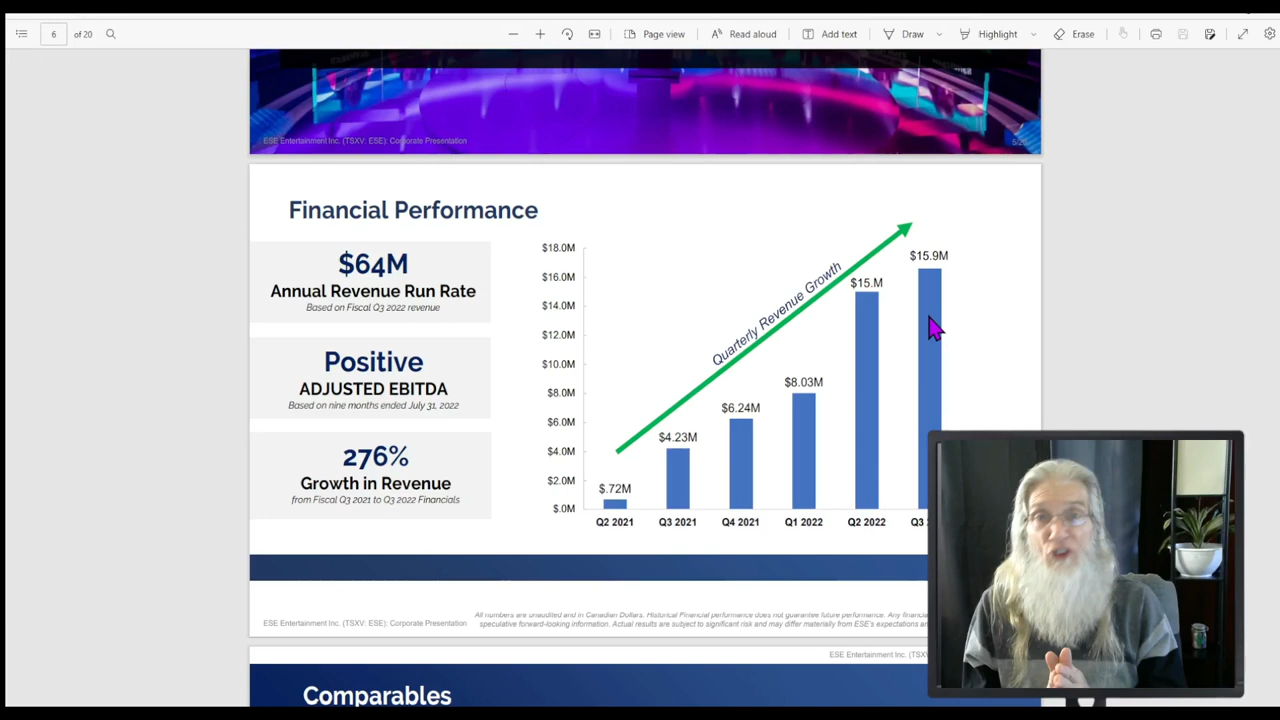 6 of 20 Page view Read aloud Add text Draw Highlight Erase
ESE Entertainment Inc. (TSXV: ESE): Corporate Presentation
Financial Performance
$64M
Annual Revenue Run Rate
Based on Fiscal Q3 2022 revenue
Positive
ADJUSTED EBITDA
Based on nine months ended July 31, 2022
276%
Growth in Revenue
from Fiscal Q3 2021 to Q3 2022 Financials
$18.0M
$16.0M
$14.0M
$12.0M
$10.0M
$8.0M
$6.0M
$4.0M
$2.0M
$.0M
Quarterly Revenue Growth
$.72M
$4.23M
$6.24M
$8.03M
$15.M
$15.9M
Q2 2021 Q3 2021 Q4 2021 Q1 2022 Q2 2022 Q3
All numbers are unaudited and in Canadian Dollars. Historical Financial performance does not guarantee future performance. Any financial
ESE Entertainment Inc. (TSXV: ESE): Corporate Presentation speculative forward-looking information. Actual results are subject to significant risk and may differ materially from ESE's expectations
ESE Entertainment Inc. (TSX
Comparables